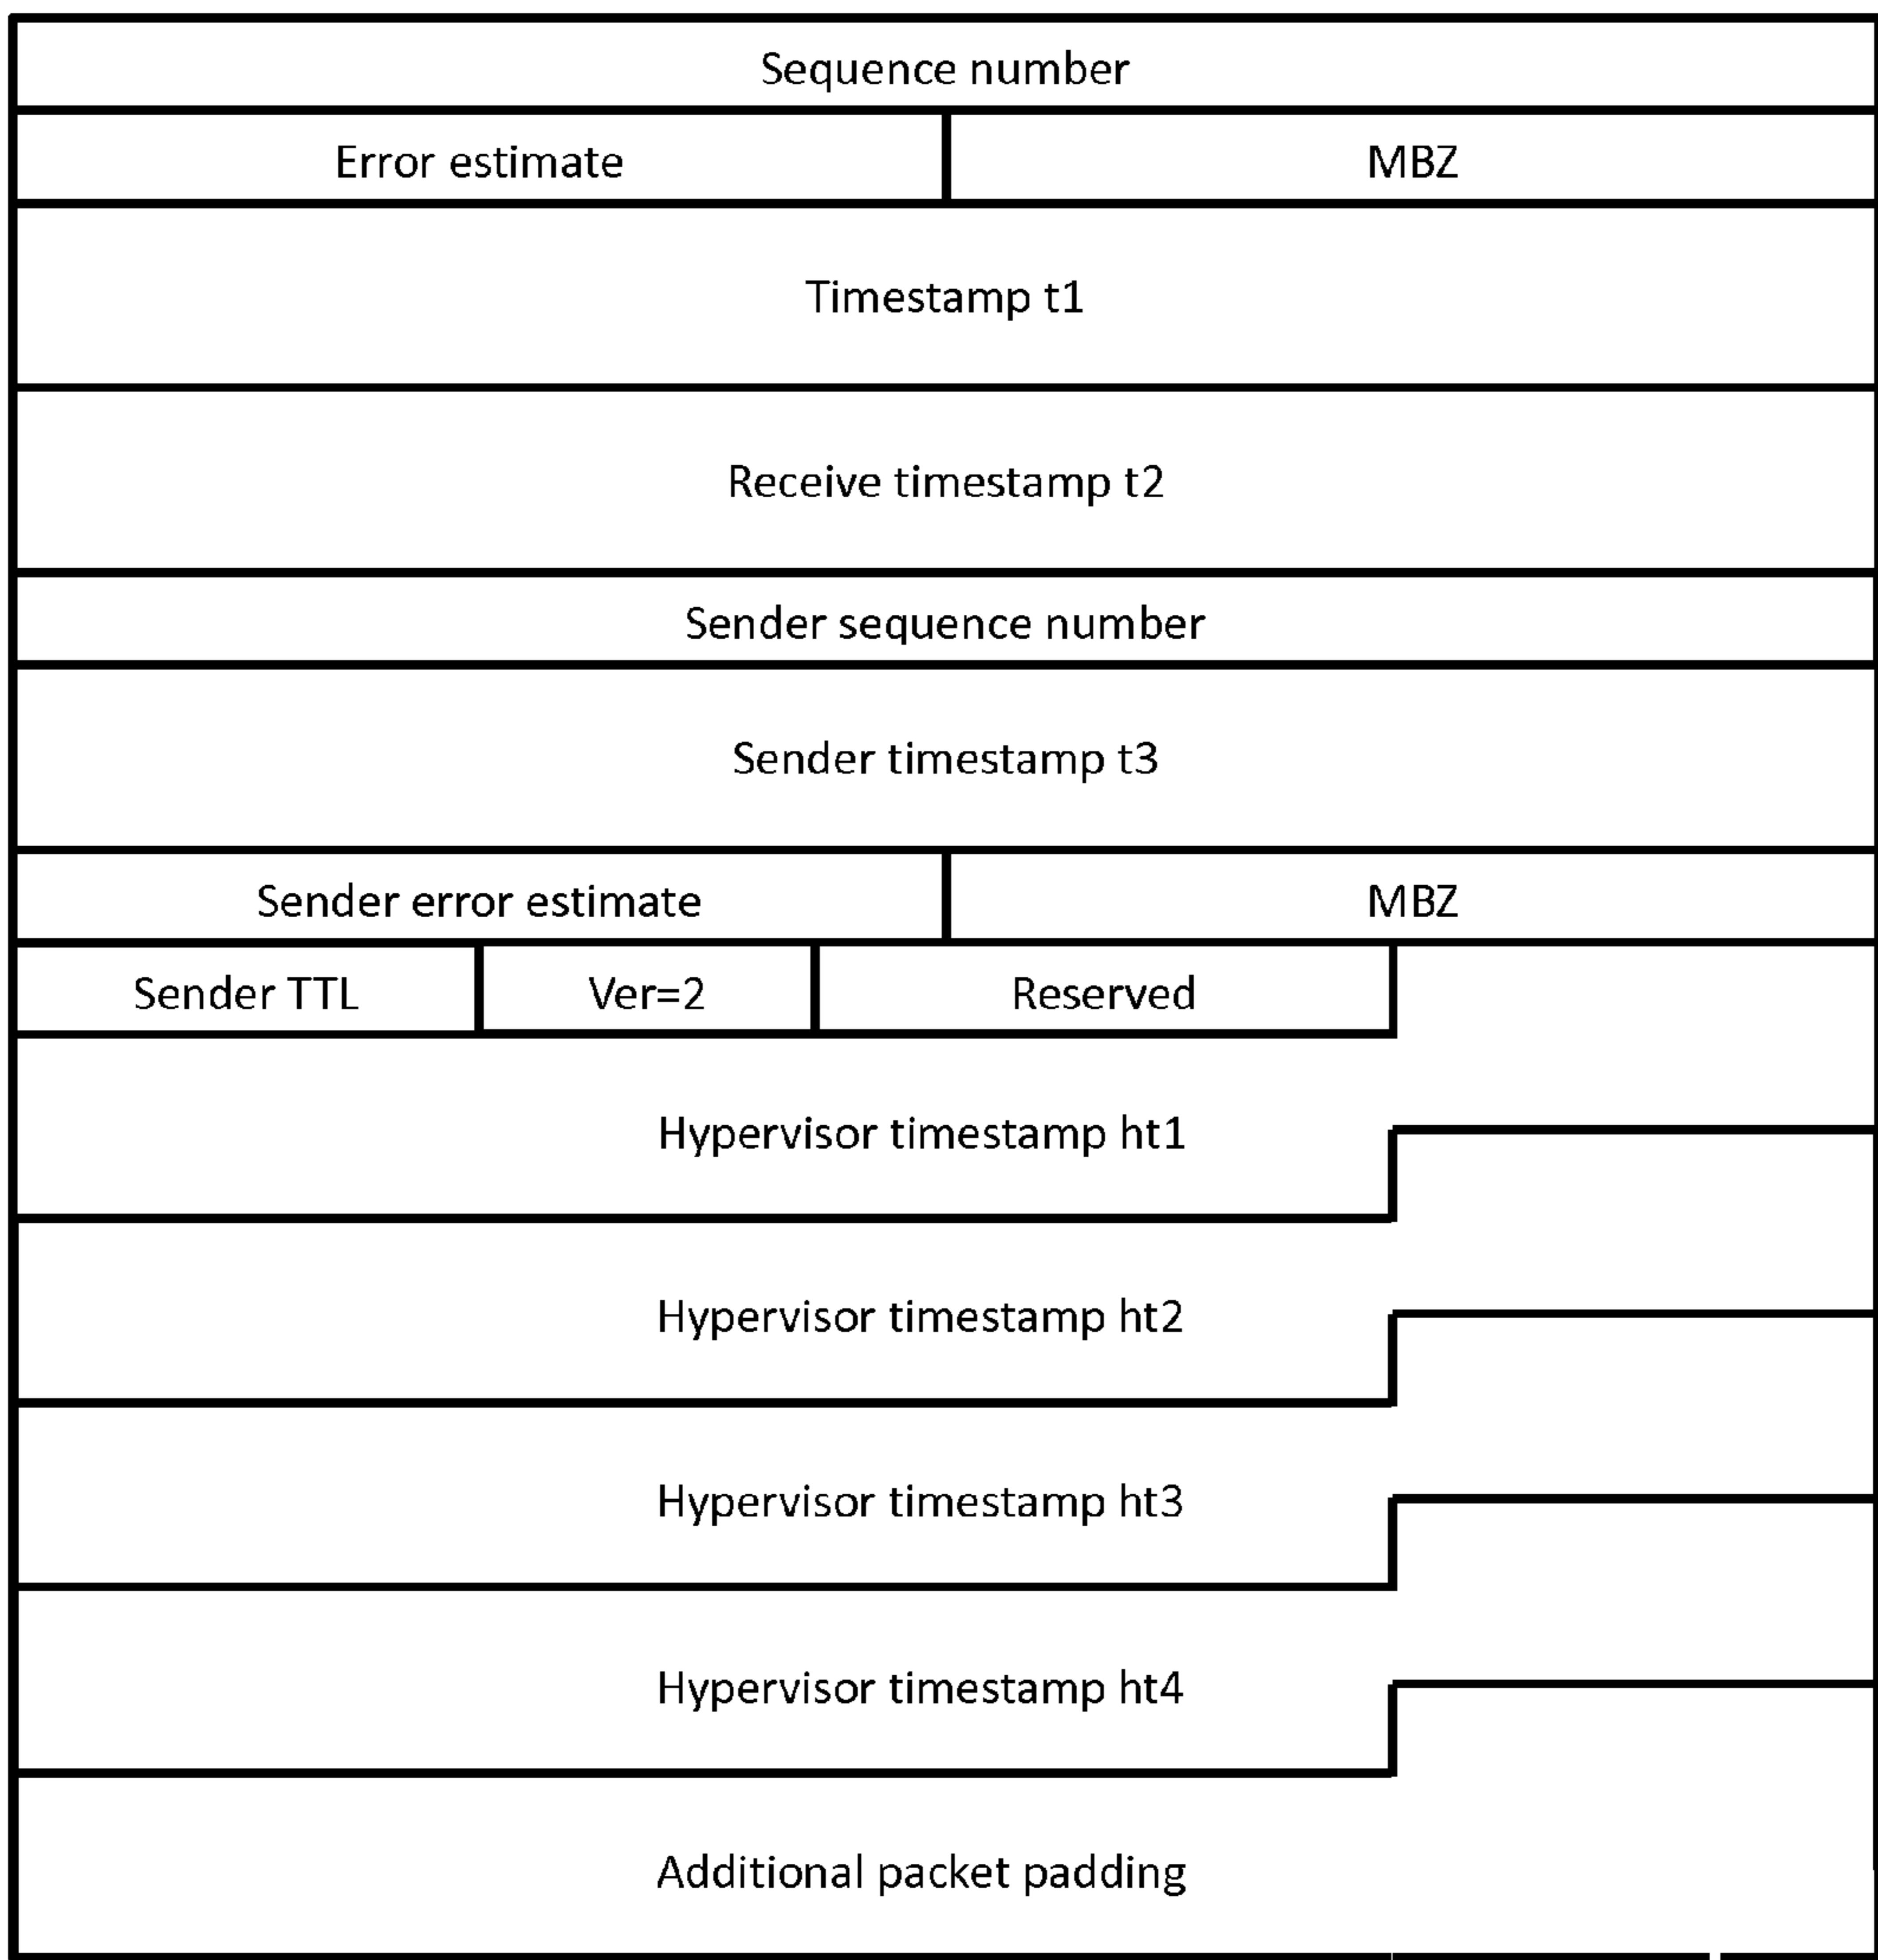 Sequence number
Error estimate MBZ
Timestamp t1
Receive timestamp t2
Sender sequence number
Sender timestamp t3
Sender error estimate MBZ
Sender TTL Ver=2 Reserved
Hypervisor timestamp ht1
Hypervisor timestamp ht2
Hypervisor timestamp ht3
Hypervisor timestamp ht4
Additional packet padding